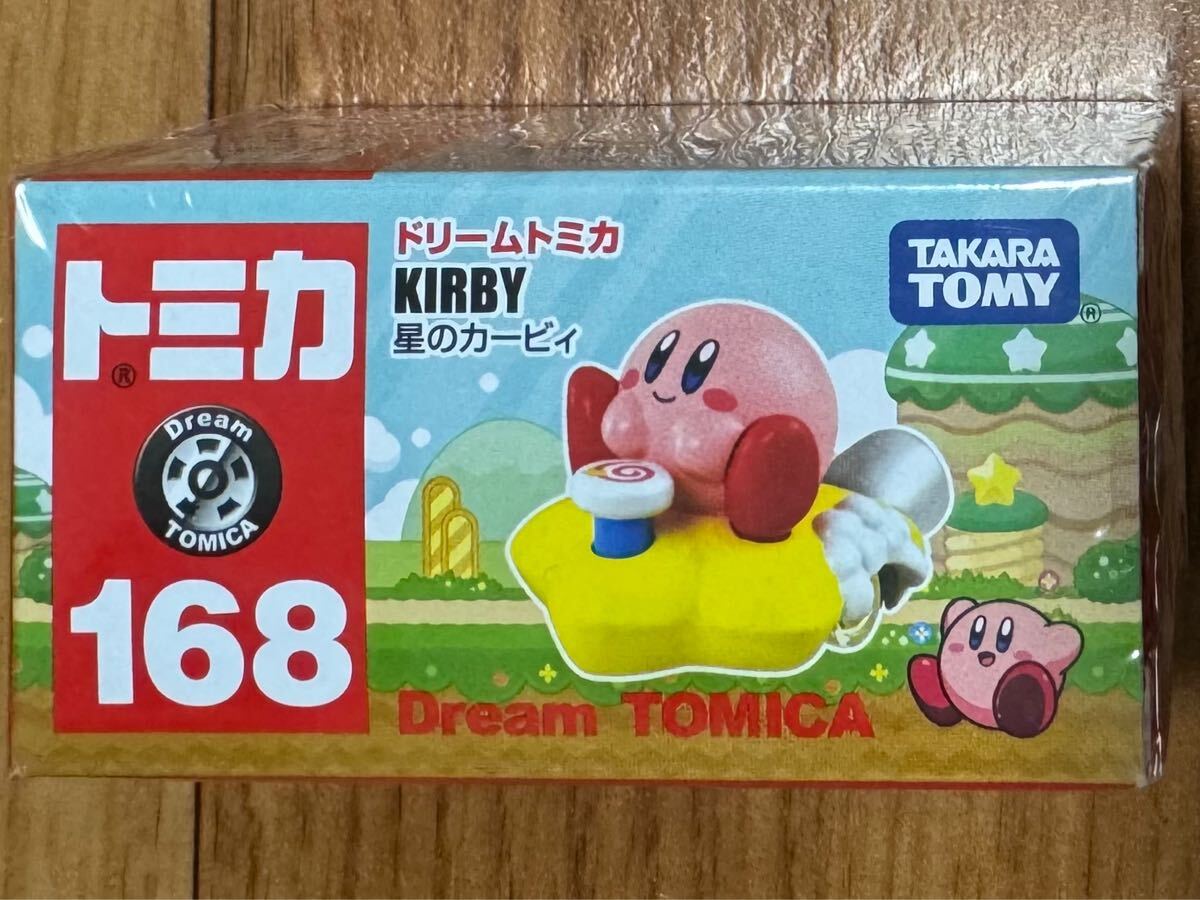 トミカ
®
Dream
TOMICA
168
ドリームトミカ
KIRBY
星のカービィ
TAKARA
TOMY
®
Dream TOMICA